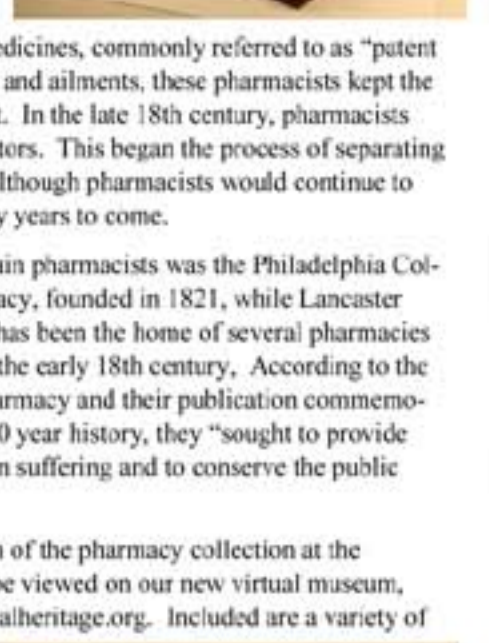 edicines, commonly referred to as “patent
and ailments, these pharmacists kept the
. In the late 18th century, pharmacists
tors. This began the process of separating
lthough pharmacists would continue to
y years to come.
in pharmacists was the Philadelphia Col-
acy, founded in 1821, while Lancaster
has been the home of several pharmacies
the early 18th century, According to the
armacy and their publication commemo-
0 year history, they “sought to provide
n suffering and to conserve the public
of the pharmacy collection at the
be viewed on our new virtual museum,
alheritage.org. Included are a variety of